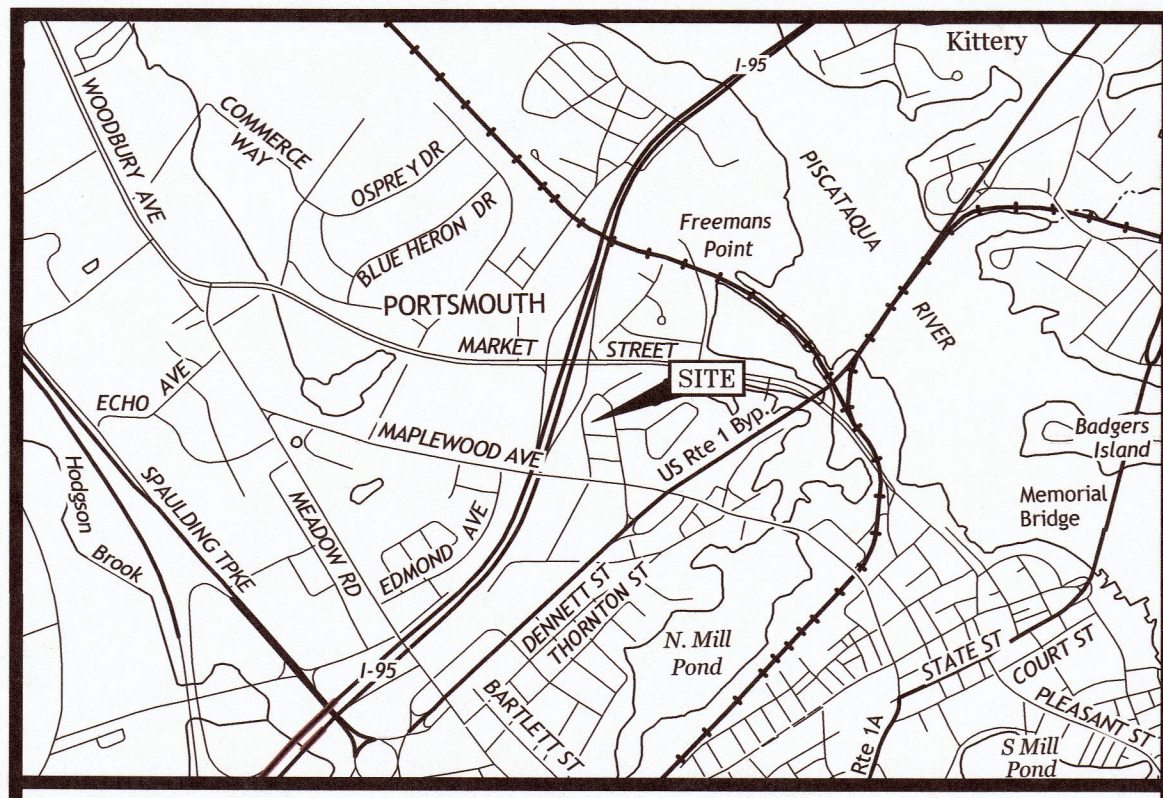 Kittery
I-95
WOODBURY AVE
COMMERCE
WAY
OSPREY DR
BLUE HERON DR
PISCATAQUA
RIVER
Freemans
Point
PORTSMOUTH
MARKET STREET
SITE
ECHO AVE
MAPLEWOOD AVE
US Rte 1 Byp.
Badgers
Island
Memorial
Bridge
Hodgson
Brook
SPAULDING TPKE
MEADOW RD
EDMOND AVE
DENNETT ST
THORNTON ST
N. Mill
Pond
STATE ST
COURT ST
I-95
BARTLETT ST
PLEASANT ST
Rte 1A
S Mill
Pond